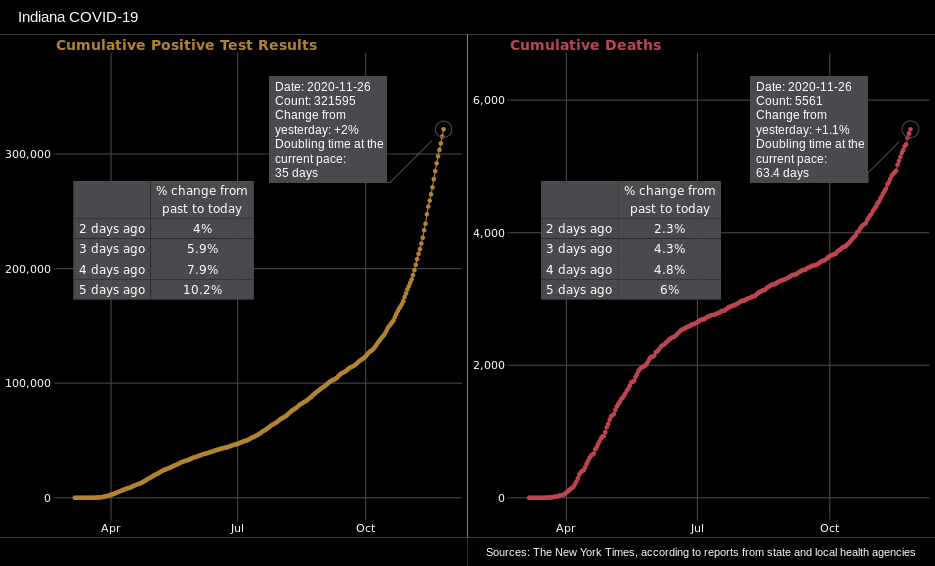 Indiana COVID-19
Cumulative Positive Test Results
Date: 2020-11-26
Count: 321595
Change from
yesterday: +2%
Doubling time at the
current pace:
35 days
% change from
past to today
2 days ago 4%
3 days ago 5.9%
4 days ago 7.9%
5 days ago 10.2%
300,000
200,000
100,000
0
Apr Jul Oct
Cumulative Deaths
Date: 2020-11-26
Count: 5561
Change from
yesterday: +1.1%
Doubling time at the
current pace:
63.4 days
% change from
past to today
2 days ago 2.3%
3 days ago 4.3%
4 days ago 4.8%
5 days ago 6%
6,000
4,000
2,000
0
Apr Jul Oct
Sources: The New York Times, according to reports from state and local health agencies